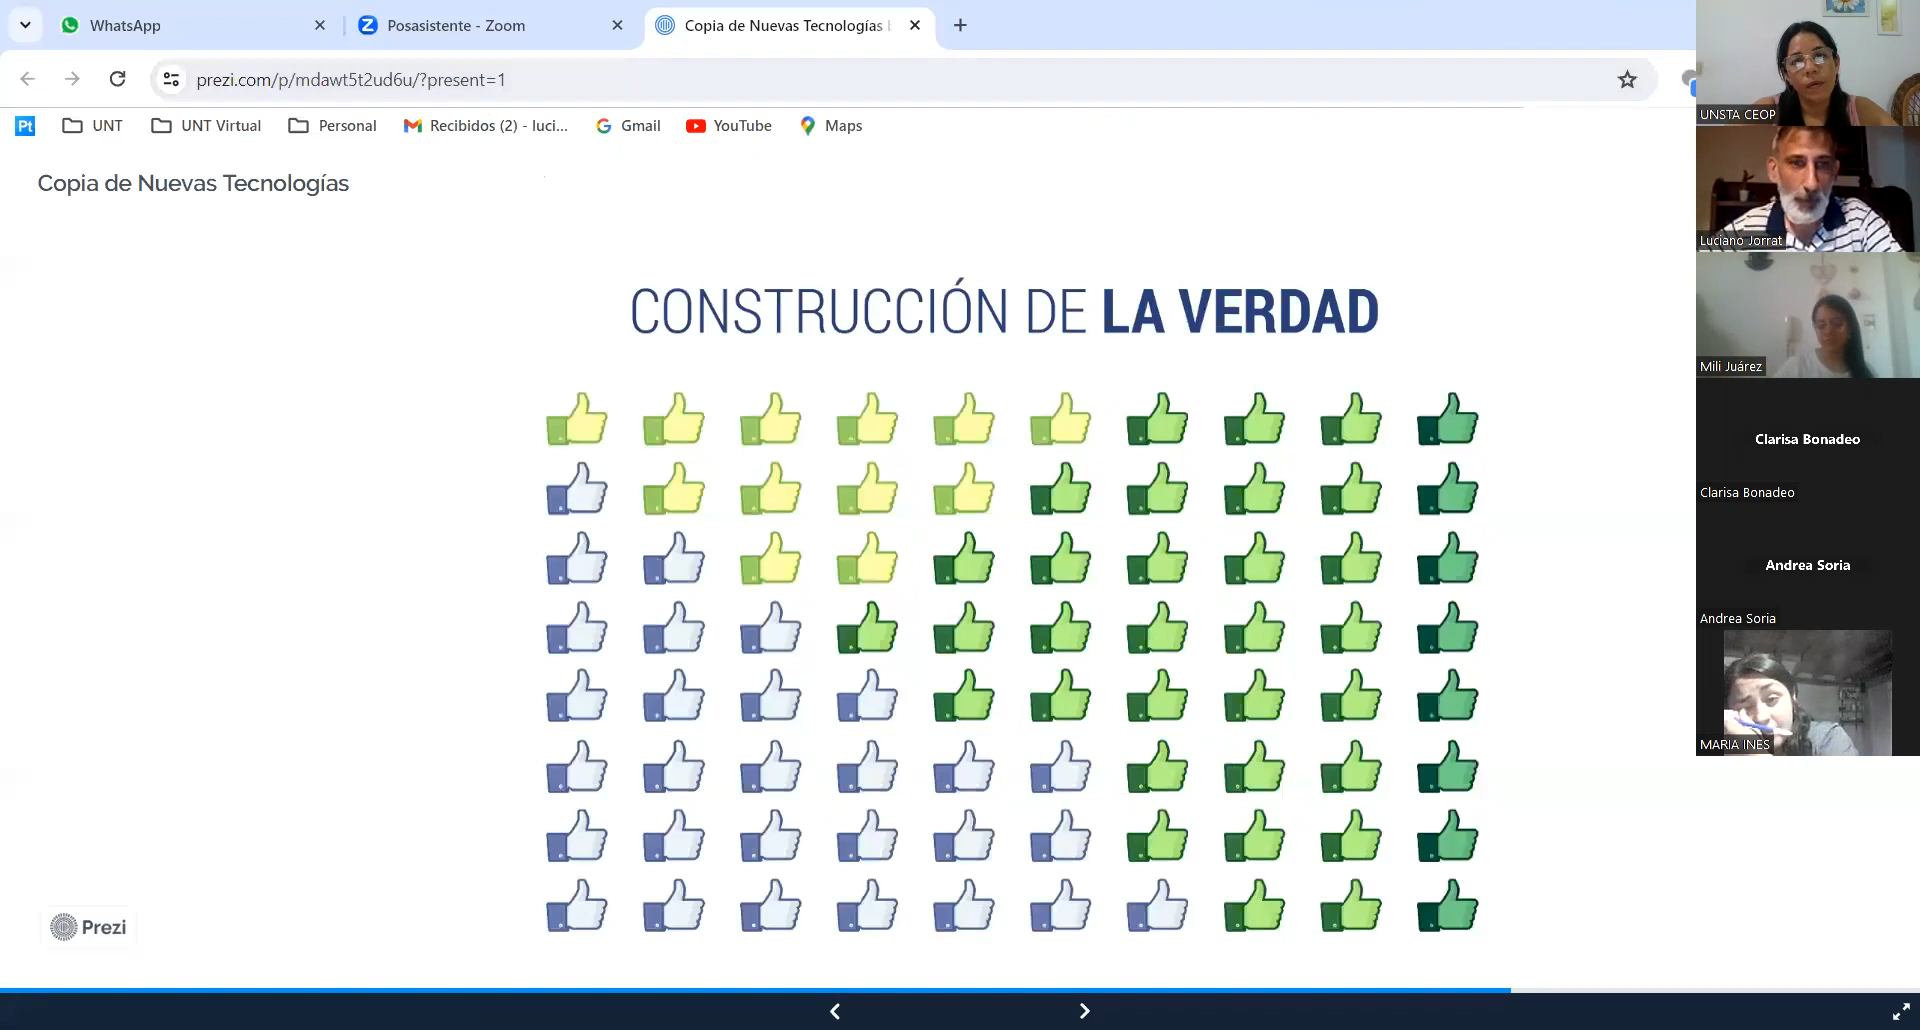 WhatsApp
Posasistente - Zoom
Copia de Nuevas Tecnologías
prezi.com/p/mdawt5t2ud6u/?present=1
Pt
UNT
UNT Virtual
Personal
Recibidos (2) - luci...
Gmail
YouTube
Maps
Copia de Nuevas Tecnologías
CONSTRUCCIÓN DE LA VERDAD
Prezi
UNSTA CEOP
Luciano Jorrat
Mili Juárez
Clarisa Bonadeo
Clarisa Bonadeo
Andrea Soria
Andrea Soria
MARIA INES